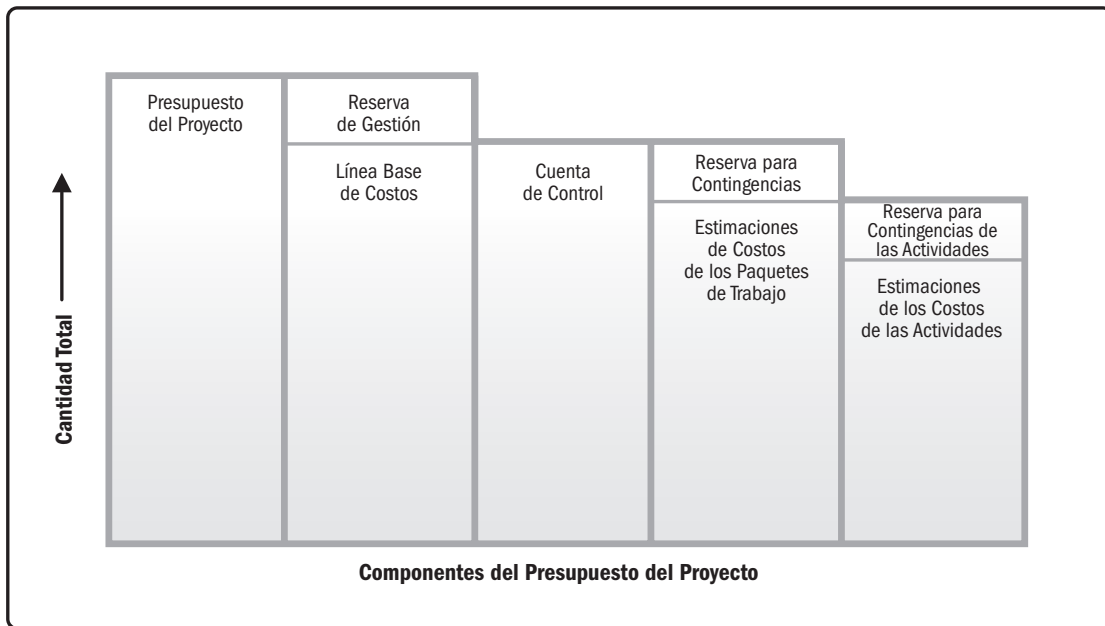 Presupuesto
del Proyecto
Reserva
de Gestión
Línea Base
de Costos
Cuenta
de Control
Reserva para
Contingencias
Estimaciones
de Costos
de los Paquetes
de Trabajo
Reserva para
Contingencias de
las Actividades
Estimaciones
de los Costos
de las Actividades
Cantidad Total
Componentes del Presupuesto del Proyecto